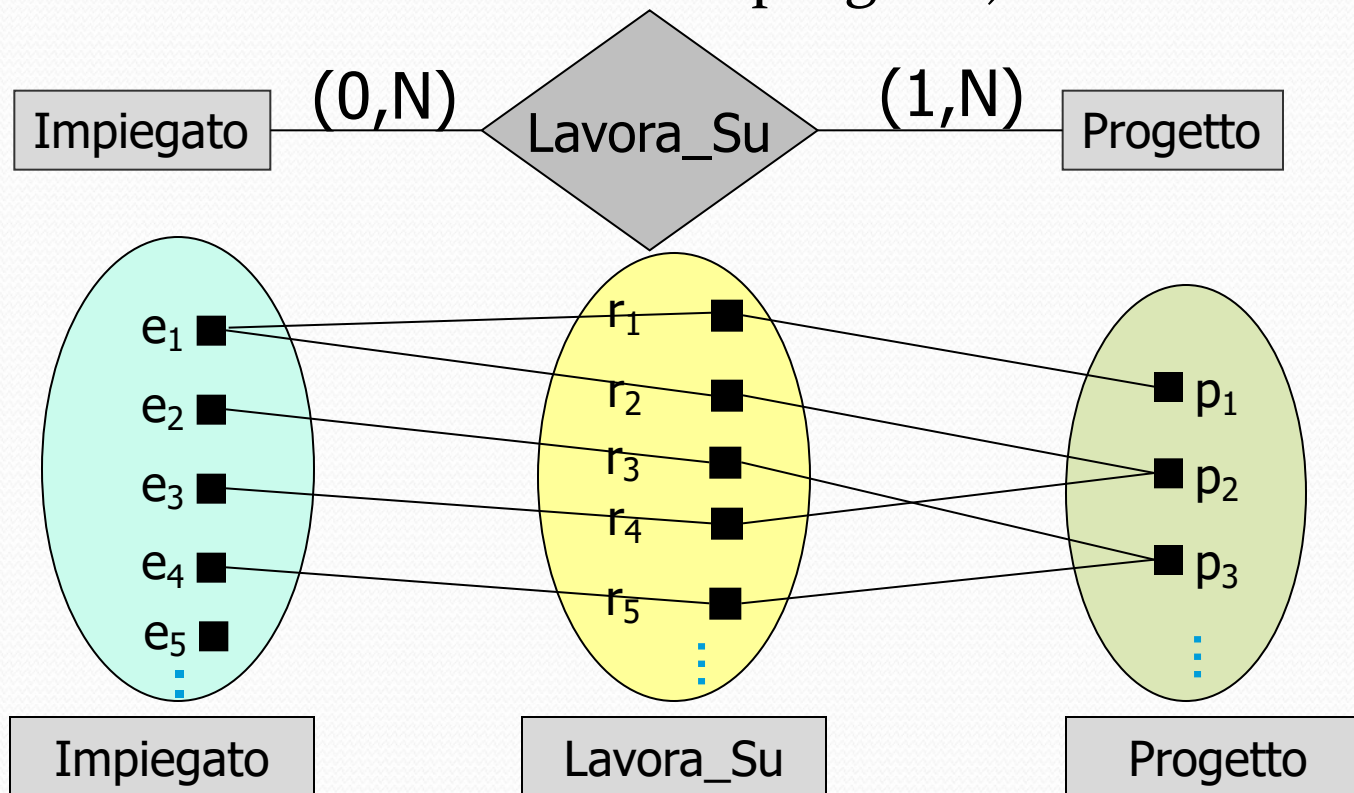 (0,N) (1,N)
Impiegato Lavora_Su Progetto
e1 r1
e2 r2 p1
e3 r3 p2
e4 r4 p3
e5 r5
Impiegato Lavora_Su Progetto